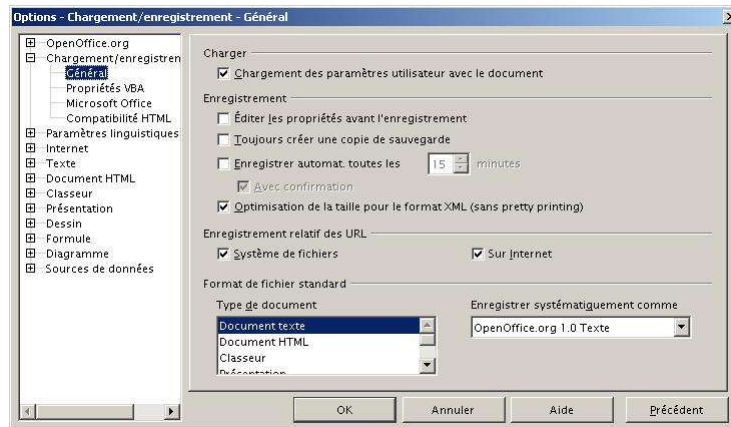 Options - Chargement/enregistrement - Général
OpenOffice.org
Chargement/enregistren
Général
Propriétés VBA
Microsoft Office
Compatibilité HTML
Paramètres linguistiques
Internet
Texte
Document HTML
Classeur
Présentation
Dessin
Formule
Diagramme
Sources de données
Charger
Chargement des paramètres utilisateur avec le document
Enregistrement
Éditer les propriétés avant l'enregistrement
Toujours créer une copie de sauvegarde
Enregistrer automat. toutes les 15 minutes
Avec confirmation
Optimisation de la taille pour le format XML (sans pretty printing)
Enregistrement relatif des URL
Système de fichiers Sur Internet
Format de fichier standard
Type de document Enregistrer systématiquement comme
Document texte OpenOffice.org 1.0 Texte
Document HTML
Classeur
Présentation
OK Annuler Aide Précédent